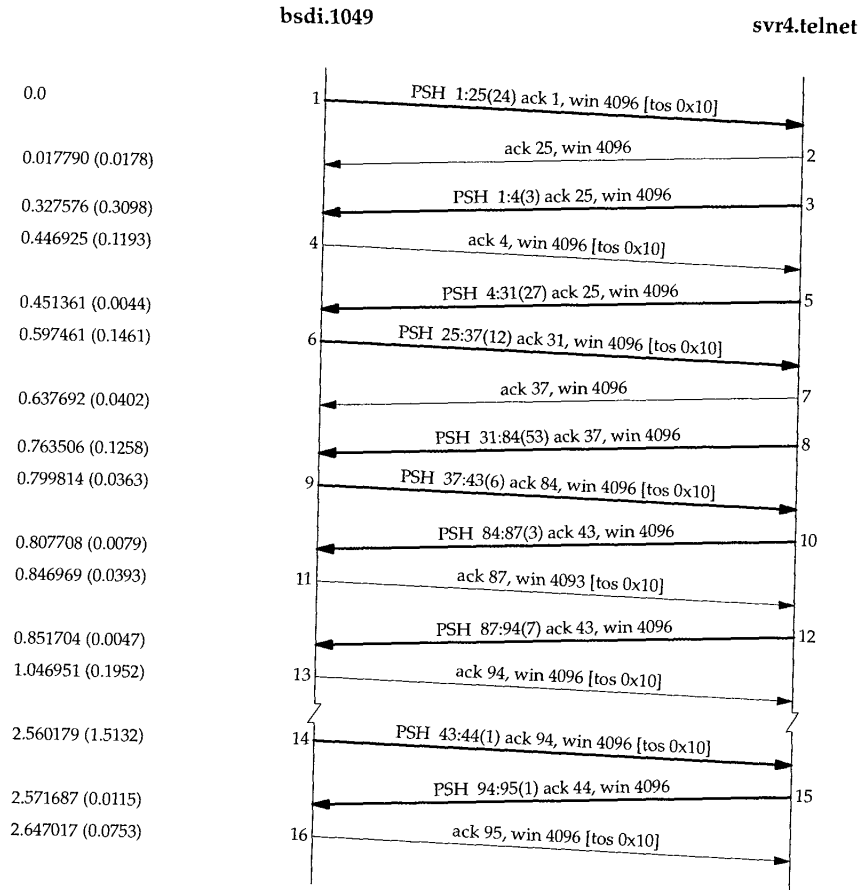 bsdi.1049 svr4.telnet
0.0 1 PSH 1:25(24) ack 1, win 4096 [tos 0x10]
0.017790 (0.0178) ack 25, win 4096 2
0.327576 (0.3098) PSH 1:4(3) ack 25, win 4096 3
0.446925 (0.1193) 4 ack 4, win 4096 [tos 0x10]
0.451361 (0.0044) PSH 4:31(27) ack 25, win 4096 5
0.597461 (0.1461) 6 PSH 25:37(12) ack 31, win 4096 [tos 0x10]
0.637692 (0.0402) ack 37, win 4096 7
0.763506 (0.1258) PSH 31:84(53) ack 37, win 4096 8
0.799814 (0.0363) 9 PSH 37:43(6) ack 84, win 4096 [tos 0x10]
0.807708 (0.0079) PSH 84:87(3) ack 43, win 4096 10
0.846969 (0.0393) 11 ack 87, win 4093 [tos 0x10]
0.851704 (0.0047) PSH 87:94(7) ack 43, win 4096 12
1.046951 (0.1952) 13 ack 94, win 4096 [tos 0x10]
2.560179 (1.5132) 14 PSH 43:44(1) ack 94, win 4096 [tos 0x10]
2.571687 (0.0115) PSH 94:95(1) ack 44, win 4096 15
2.647017 (0.0753) 16 ack 95, win 4096 [tos 0x10]